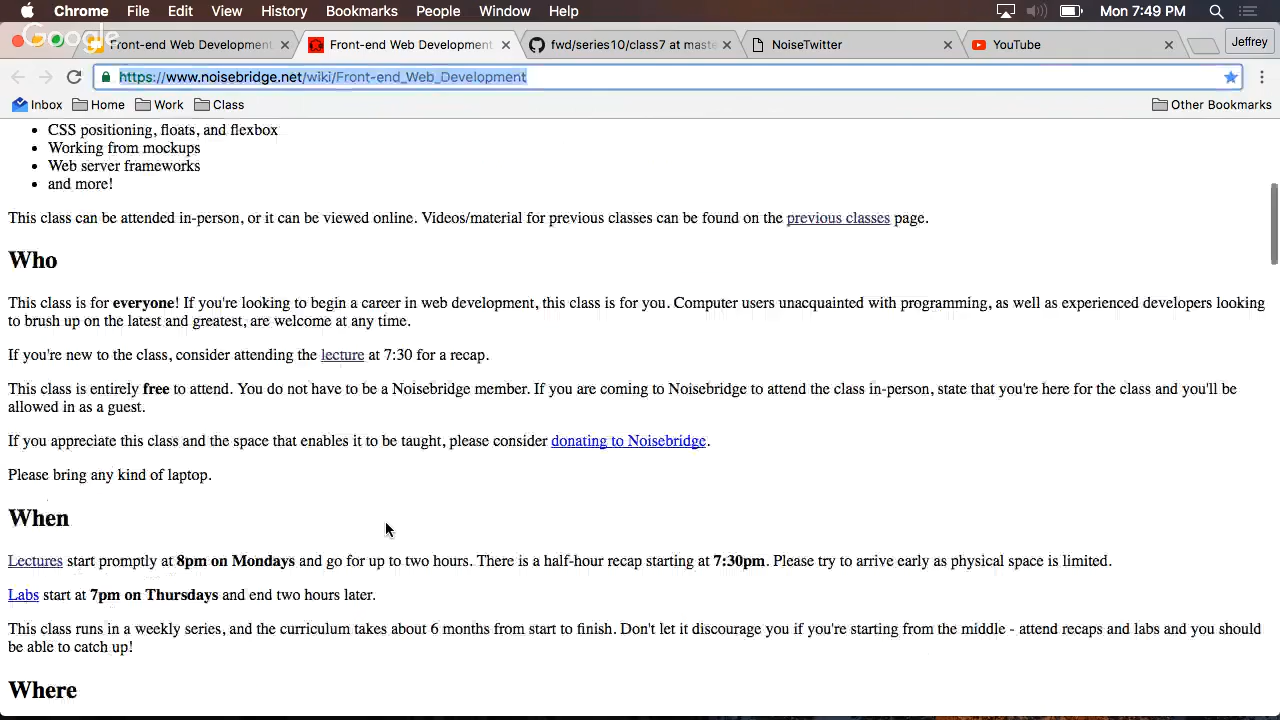 Chrome File Edit View History Bookmarks People Window Help Mon 7:49 PM
Google
Front-end Web Development Front-end Web Development fwd/series10/class7 at master NoiseTwitter YouTube Jeffrey
https://www.noisebridge.net/wiki/Front-end_Web_Development
Inbox Home Work Class Other Bookmarks
CSS positioning, floats, and flexbox
Working from mockups
Web server frameworks
and more!
This class can be attended in-person, or it can be viewed online. Videos/material for previous classes can be found on the previous classes page.
Who
This class is for everyone! If you're looking to begin a career in web development, this class is for you. Computer users unacquainted with programming, as well as experienced developers looking
to brush up on the latest and greatest, are welcome at any time.
If you're new to the class, consider attending the lecture at 7:30 for a recap.
This class is entirely free to attend. You do not have to be a Noisebridge member. If you are coming to Noisebridge to attend the class in-person, state that you're here for the class and you'll be
allowed in as a guest.
If you appreciate this class and the space that enables it to be taught, please consider donating to Noisebridge.
Please bring any kind of laptop.
When
Lectures start promptly at 8pm on Mondays and go for up to two hours. There is a half-hour recap starting at 7:30pm. Please try to arrive early as physical space is limited.
Labs start at 7pm on Thursdays and end two hours later.
This class runs in a weekly series, and the curriculum takes about 6 months from start to finish. Don't let it discourage you if you're starting from the middle - attend recaps and labs and you should
be able to catch up!
Where